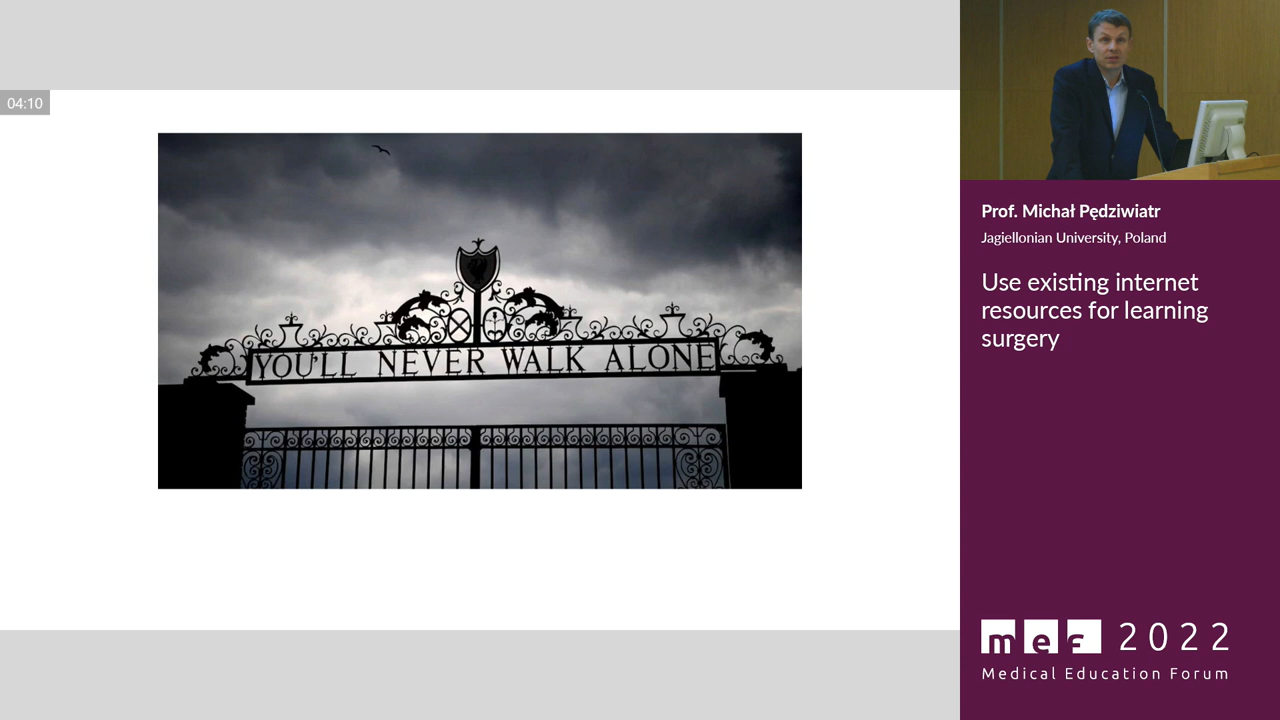 04:10
YOU'LL NEVER WALK ALONE
Prof. Michał Pędziwiatr
Jagiellonian University, Poland
Use existing internet
resources for learning
surgery
mef 2022
Medical Education Forum